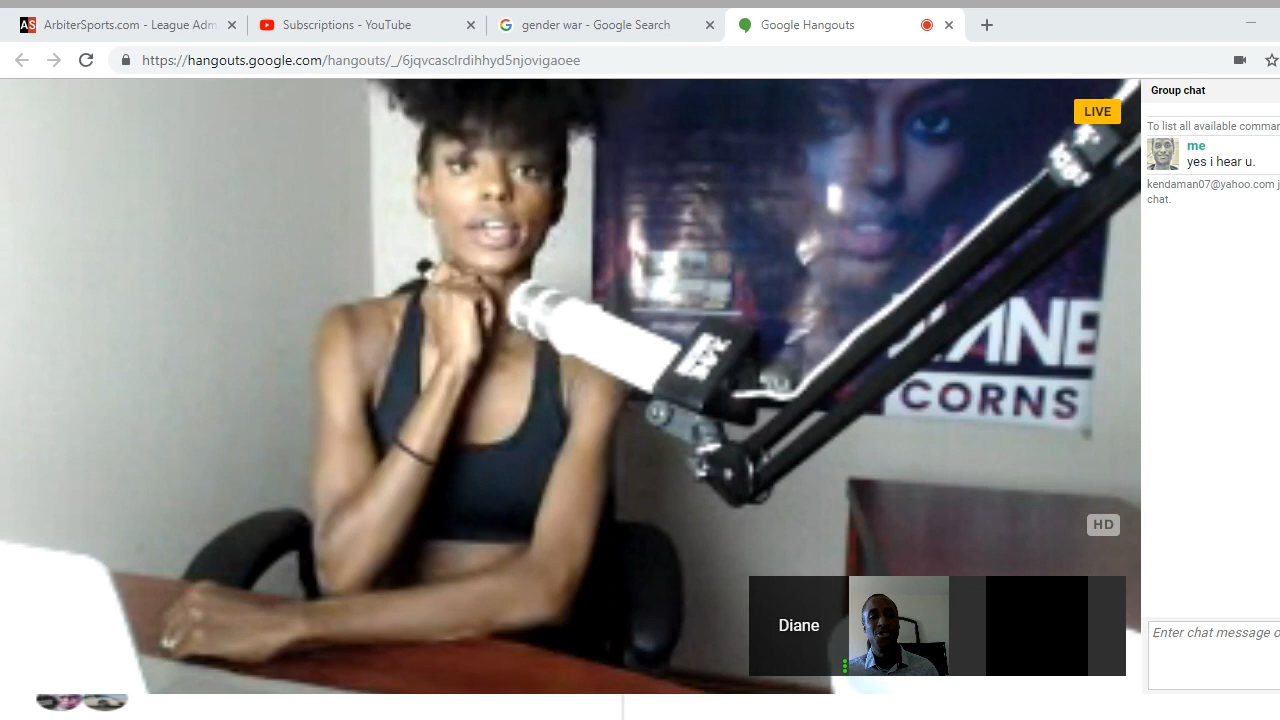 AS ArbiterSports.com - League Adm
Subscriptions - YouTube
gender war - Google Search
Google Hangouts
https://hangouts.google.com/hangouts/_/6jqvcasclrdihhyd5njovigaoee
Group chat
LIVE
To list all available comman
me
yes i hear u.
kendaman07@yahoo.com j
chat.
DIANE
CORNS
HD
Diane
Enter chat message o